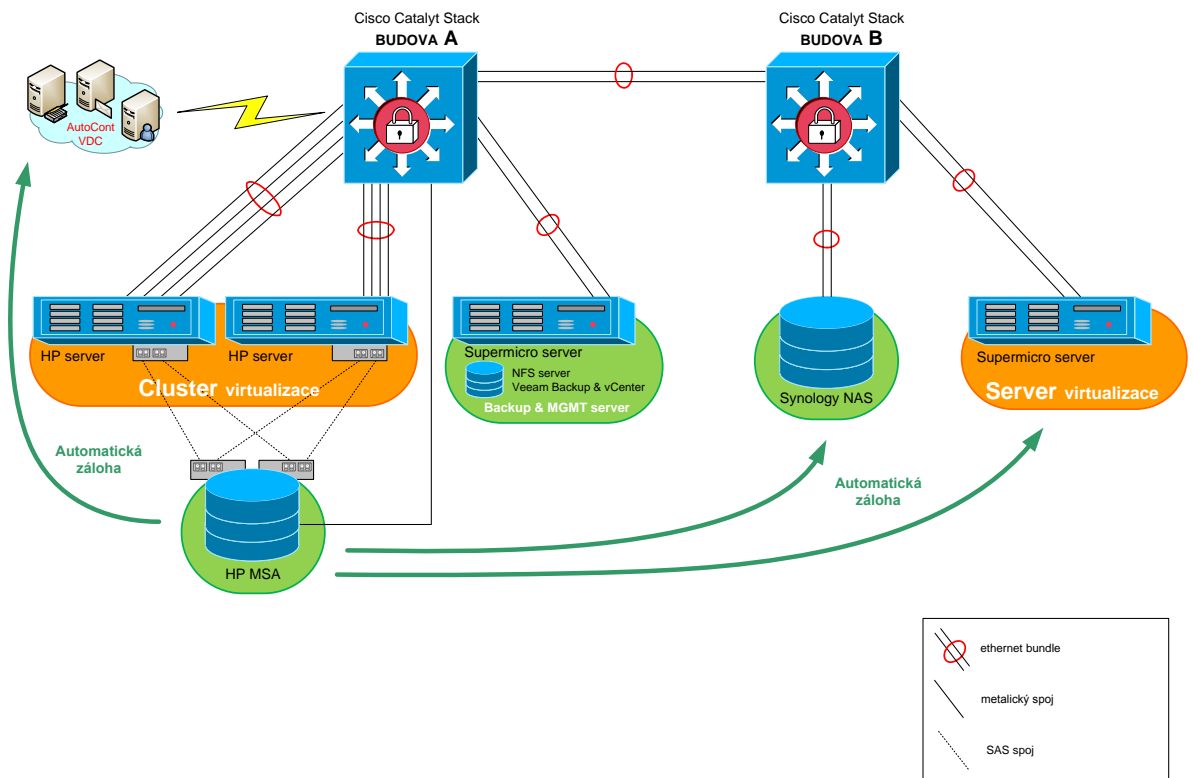 Cisco Catalyt Stack
BUDOVA A
Cisco Catalyt Stack
BUDOVA B
AutoCont
VDC
HP server
HP server
Cluster virtualizace
Supermicro server
NFS server
Veeam Backup & vCenter
Backup & MGMT server
Synology NAS
Supermicro server
Server virtualizace
Automatická
záloha
Automatická
záloha
HP MSA
ethernet bundle
metalický spoj
SAS spoj